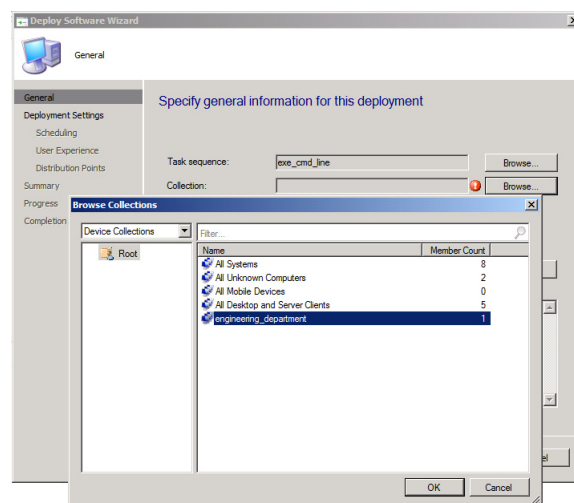 Deploy Software Wizard
General
General
Deployment Settings
Scheduling
User Experience
Distribution Points
Summary
Progress
Completion
Specify general information for this deployment
Task sequence: exe_cmd_line Browse...
Collection: Browse...
Browse Collections
Device Collections
Filter...
Root
Name Member Count
All Systems 8
All Unknown Computers 2
All Mobile Devices 0
All Desktop and Server Clients 5
engineering_department 1
OK Cancel